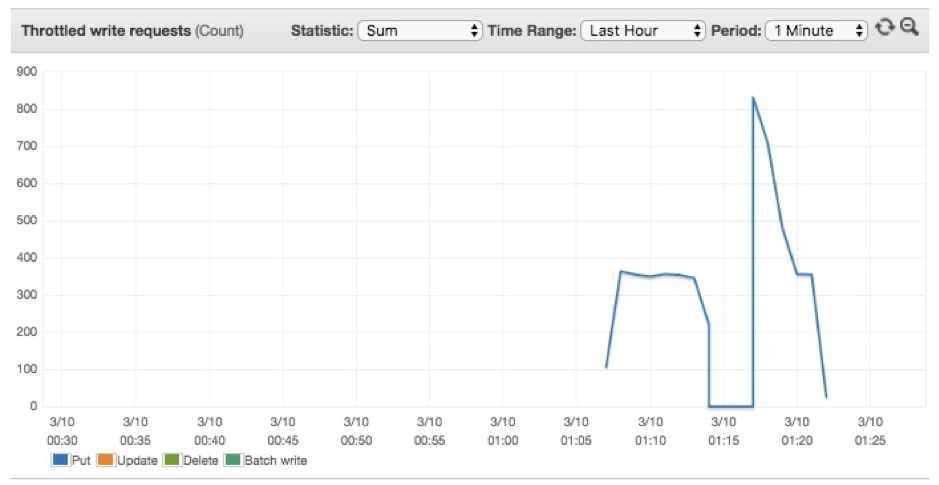 Throttled write requests (Count) Statistic: Sum Time Range: Last Hour Period: 1 Minute
900
800
700
600
500
400
300
200
100
0
3/10 3/10 3/10 3/10 3/10 3/10 3/10 3/10 3/10 3/10 3/10 3/10
00:30 00:35 00:40 00:45 00:50 00:55 01:00 01:05 01:10 01:15 01:20 01:25
Put Update Delete Batch write